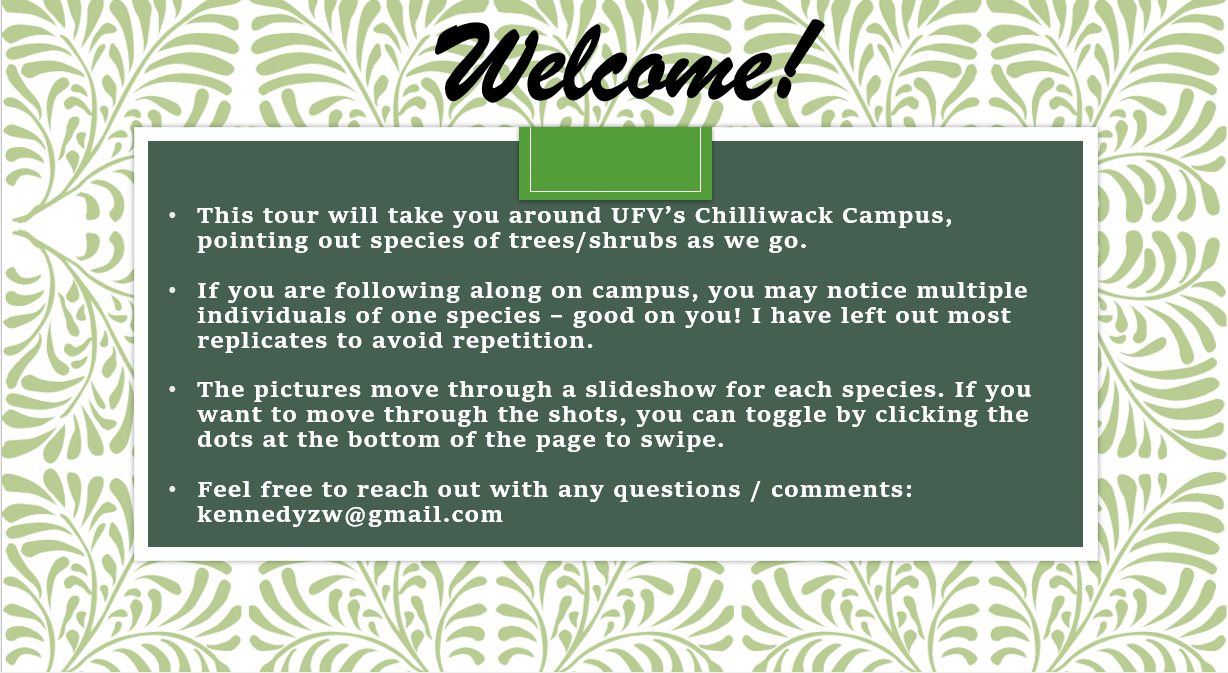 Welcome!
• This tour will take you around UFV’s Chilliwack Campus,
pointing out species of trees/shrubs as we go.
• If you are following along on campus, you may notice multiple
individuals of one species – good on you! I have left out most
replicates to avoid repetition.
• The pictures move through a slideshow for each species. If you
want to move through the shots, you can toggle by clicking the
dots at the bottom of the page to swipe.
• Feel free to reach out with any questions / comments:
kennedyzw@gmail.com